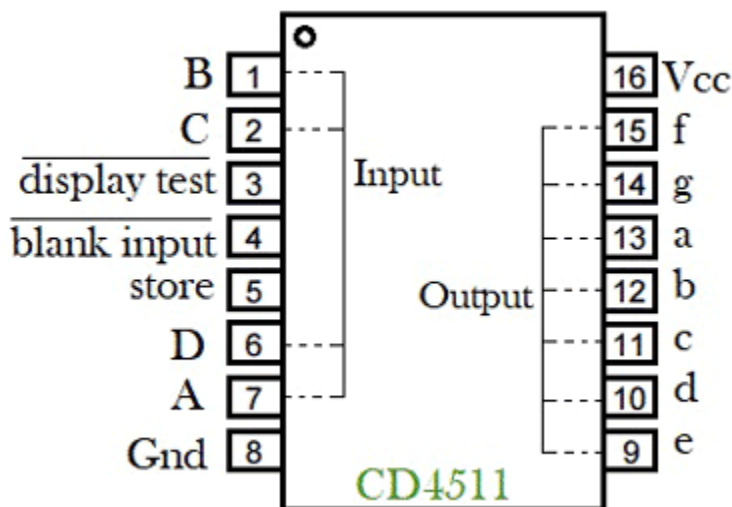 B 1 16 Vcc
C 2 15 f
display test 3 Input 14 g
blank input 4 13 a
store 5 Output 12 b
D 6 11 c
A 7 10 d
Gnd 8 9 e
CD4511